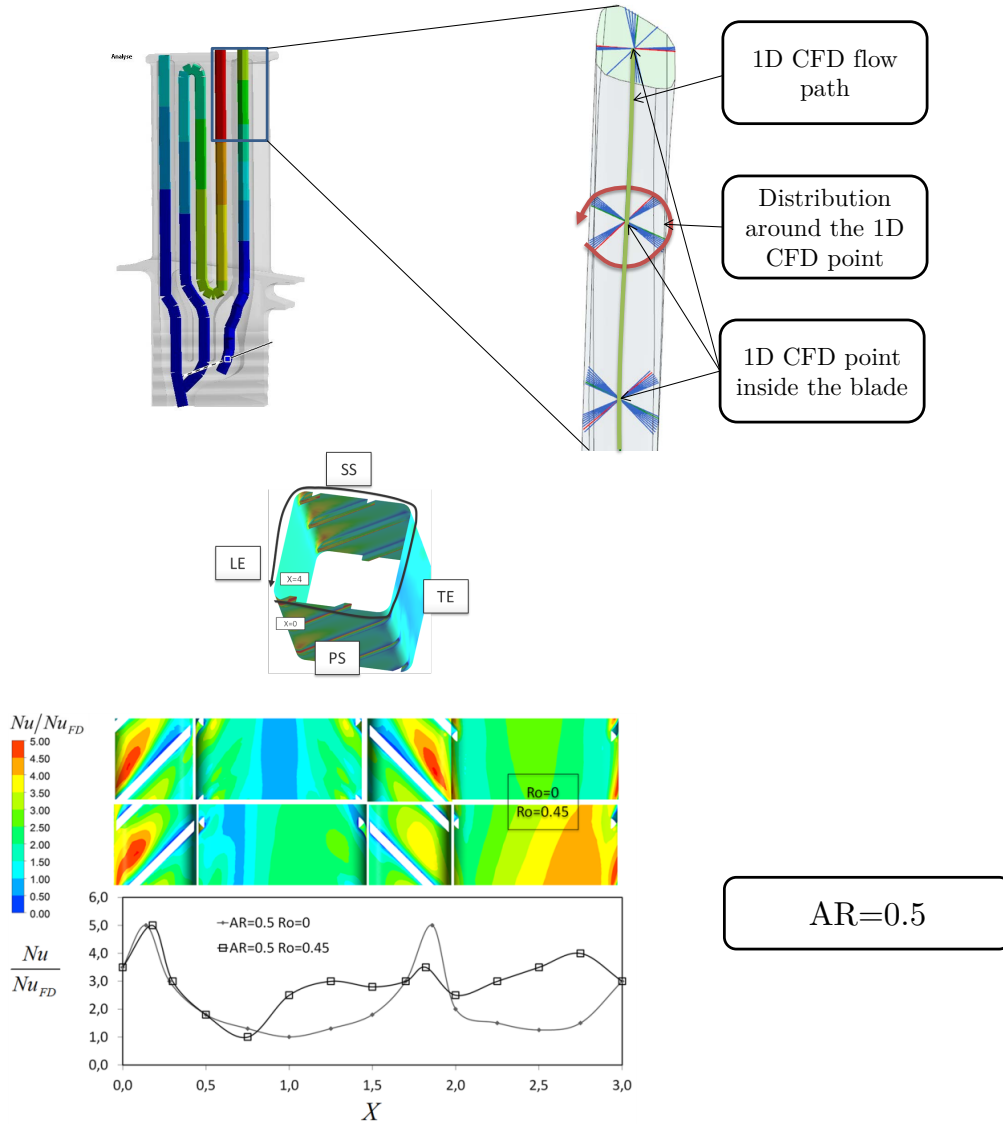 Analyse
1D CFD flow
path
Distribution
around the 1D
CFD point
1D CFD point
inside the blade
SS
LE
X=4
TE
X=0
PS
Nu/Nu_FD
5.00
4.50
4.00
3.50
3.00
2.50
2.00
1.50
1.00
0.50
0.00
Ro=0
Ro=0.45
AR=0.5
6,0
5,0
4,0
3,0
2,0
1,0
0,0
AR=0.5 Ro=0
AR=0.5 Ro=0.45
Nu
Nu_FD
0,0 0,5 1,0 1,5 2,0 2,5 3,0
X